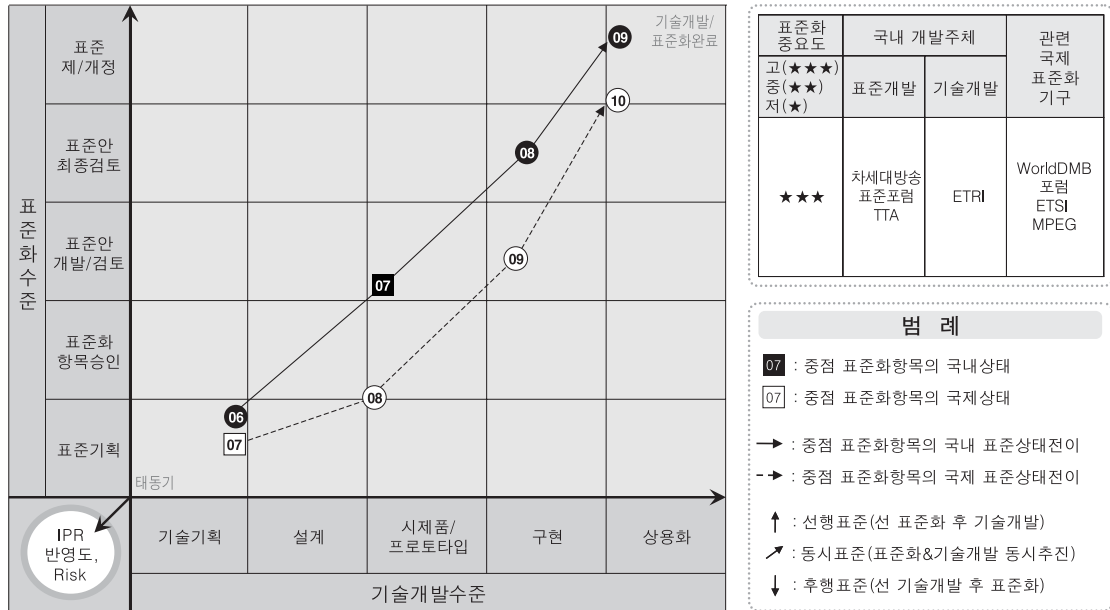 표준화수준
표준
제/개정
표준안
최종검토
표준안
개발/검토
표준화
항목승인
표준기획
기술개발/
표준화완료
09
10
08
09
07
08
06
07
태동기
IPR
반영도,
Risk
기술기획
설계
시제품/
프로토타입
구현
상용화
기술개발수준
표준화
중요도
국내 개발주체
관련
국제
표준화
기구
고(★★★)
중(★★)
저(★)
표준개발
기술개발
★★★
차세대방송
표준포럼
TTA
ETRI
WorldDMB
포럼
ETSI
MPEG
범 례
07 : 중점 표준화항목의 국내상태
07 : 중점 표준화항목의 국제상태
: 중점 표준화항목의 국내 표준상태전이
: 중점 표준화항목의 국제 표준상태전이
: 선행표준(선 표준화 후 기술개발)
: 동시표준(표준화&기술개발 동시추진)
: 후행표준(선 기술개발 후 표준화)